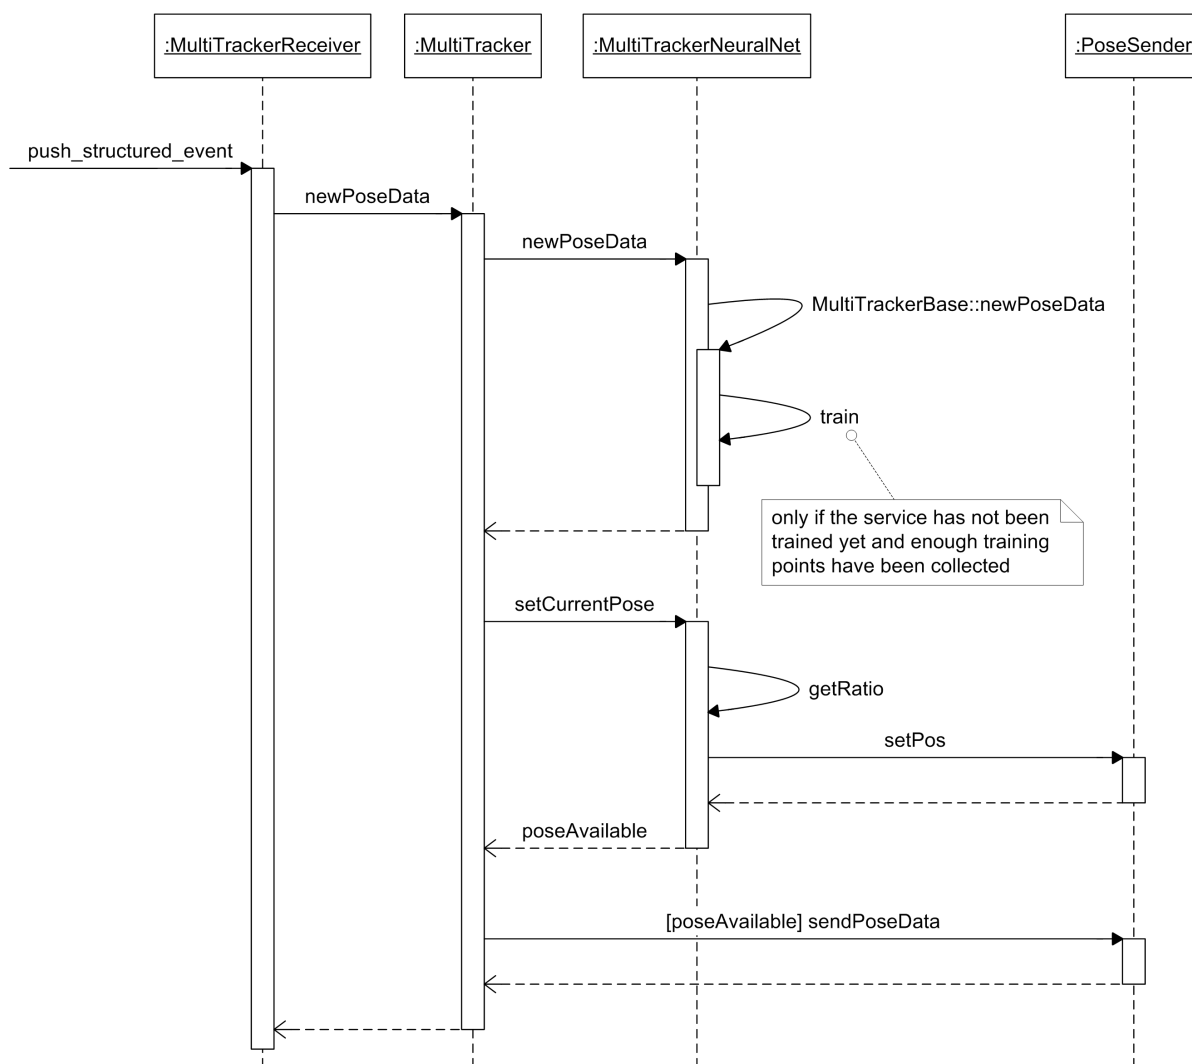 :MultiTrackerReceiver
:MultiTracker
:MultiTrackerNeuralNet
:PoseSender
push_structured_event
newPoseData
newPoseData
MultiTrackerBase::newPoseData
train
only if the service has not been
trained yet and enough training
points have been collected
setCurrentPose
getRatio
setPos
poseAvailable
[poseAvailable] sendPoseData